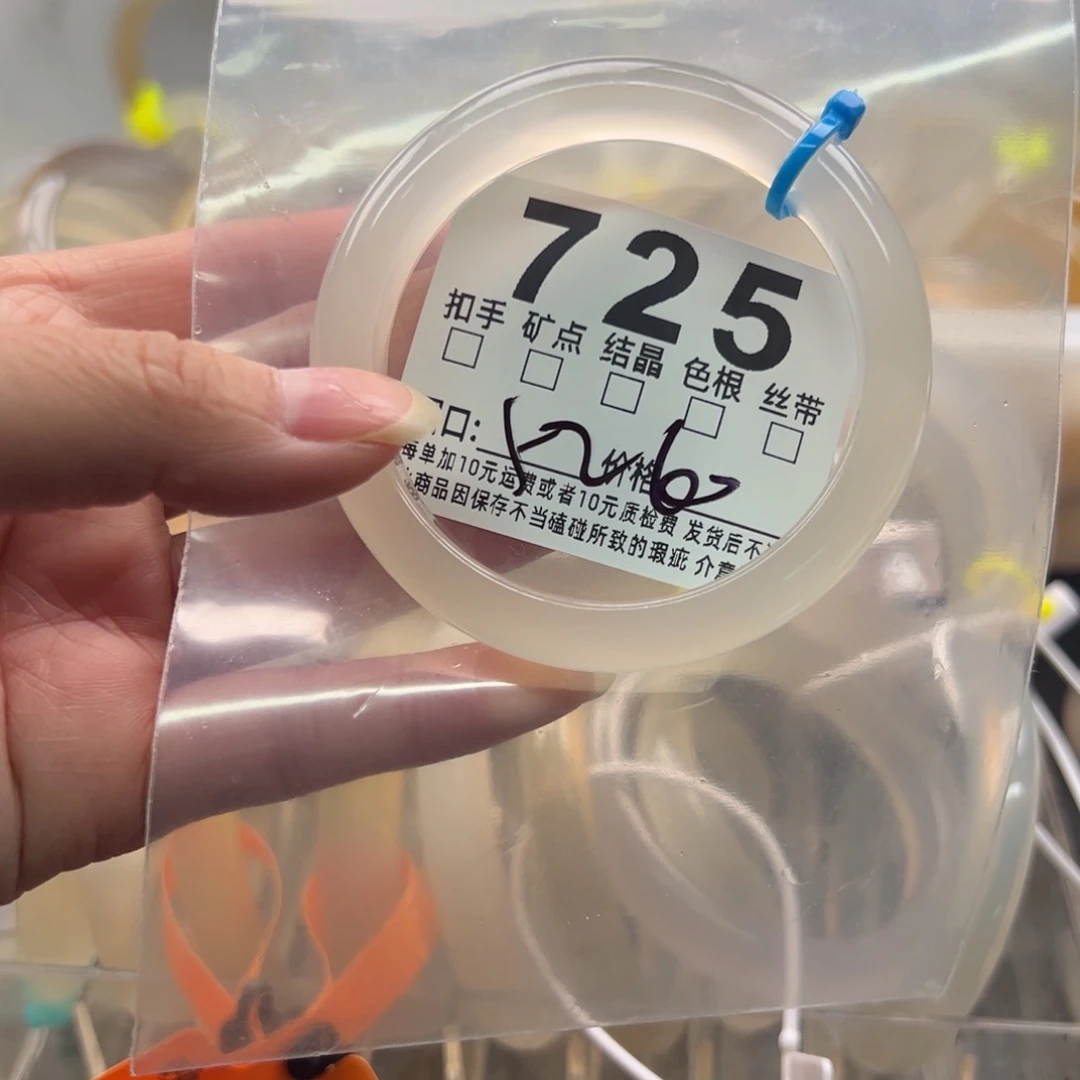 725
扣手 矿点 结晶 色根 丝带
□ □ □ □ □
口: 价格
每单加10元运费或者10元质检费 发货后不
商品因保存不当磕碰所致的瑕疵 介意